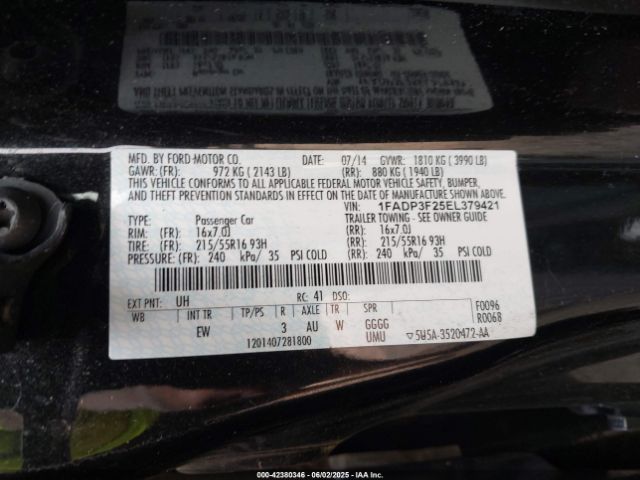 MFD. BY FORD MOTOR CO. DATE: 07/14 GVWR: 1810 KG ( 3990 LB)
GAWR: (FR): 972 KG ( 2143 LB) (RR): 880 KG ( 1940 LB)
THIS VEHICLE CONFORMS TO ALL APPLICABLE FEDERAL MOTOR VEHICLE SAFETY, BUMPER,
AND THEFT PREVENTION STANDARDS IN EFFECT ON THE DATE OF MANUFACTURE SHOWN ABOVE.
VIN: 1FADP3F25EL379421
TYPE: Passenger Car TRAILER TOWING - SEE OWNERS GUIDE
RIM: (FR) 16x7.0J (RR) 16x7.0J
TIRE: (FR) 215/55R16 93H (RR) 215/55R16 93H
PRESSURE: (FR) 240 kPa/ 35 PSI COLD (RR) 240 kPa/ 35 PSI COLD
EXT PNT: UH RC: 41 DSO: F0096
WB INT TR TP/PS R AXLE TR SPR R0068
EW 3 AU W GGGG
1201407281800 UMU 5U5A-3520472-AA
000-42380346 - 06/02/2025 - IAA Inc.